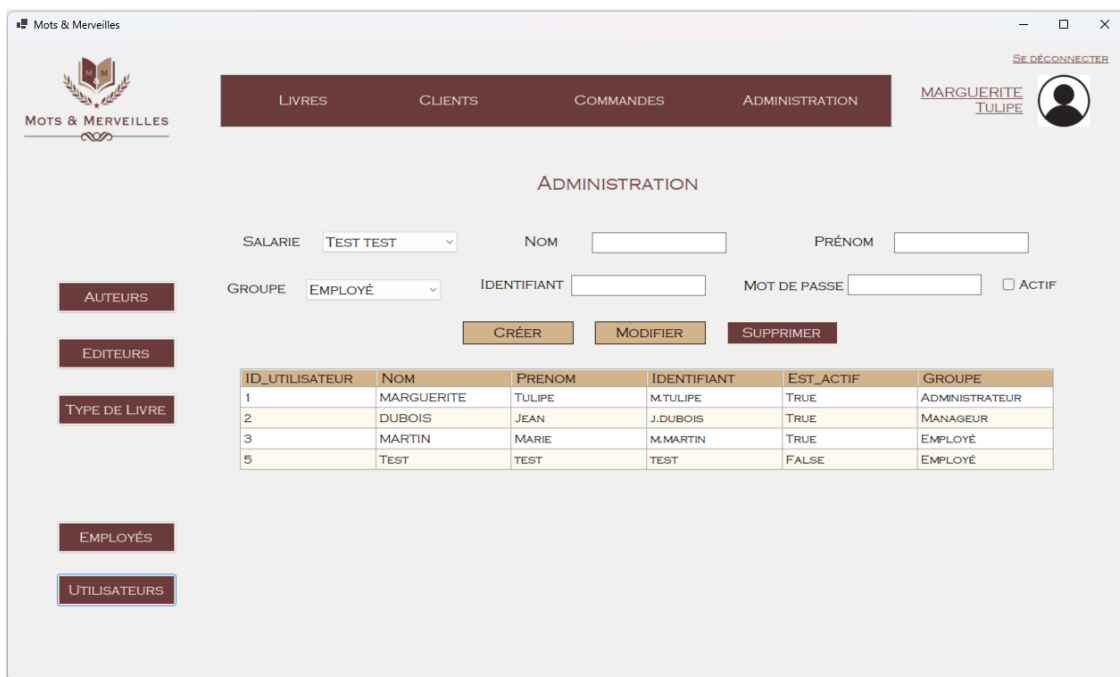 Mots & Merveilles
SE DÉCONNECTER
M M
MOTS & MERVEILLES
LIVRES CLIENTS COMMANDES ADMINISTRATION
MARGUERITE
TULIPE
ADMINISTRATION
SALARIE TEST TEST NOM PRÉNOM
GROUPE EMPLOYÉ IDENTIFIANT MOT DE PASSE ACTIF
CRÉER MODIFIER SUPPRIMER
AUTEURS
EDITEURS
TYPE DE LIVRE
EMPLOYÉS
UTILISATEURS
ID_UTILISATEUR NOM PRENOM IDENTIFIANT EST_ACTIF GROUPE
1 MARGUERITE TULIPE M.TULIPE TRUE ADMINISTRATEUR
2 DUBOIS JEAN J.DUBOIS TRUE MANAGEUR
3 MARTIN MARIE M.MARTIN TRUE EMPLOYÉ
5 TEST TEST TEST FALSE EMPLOYÉ